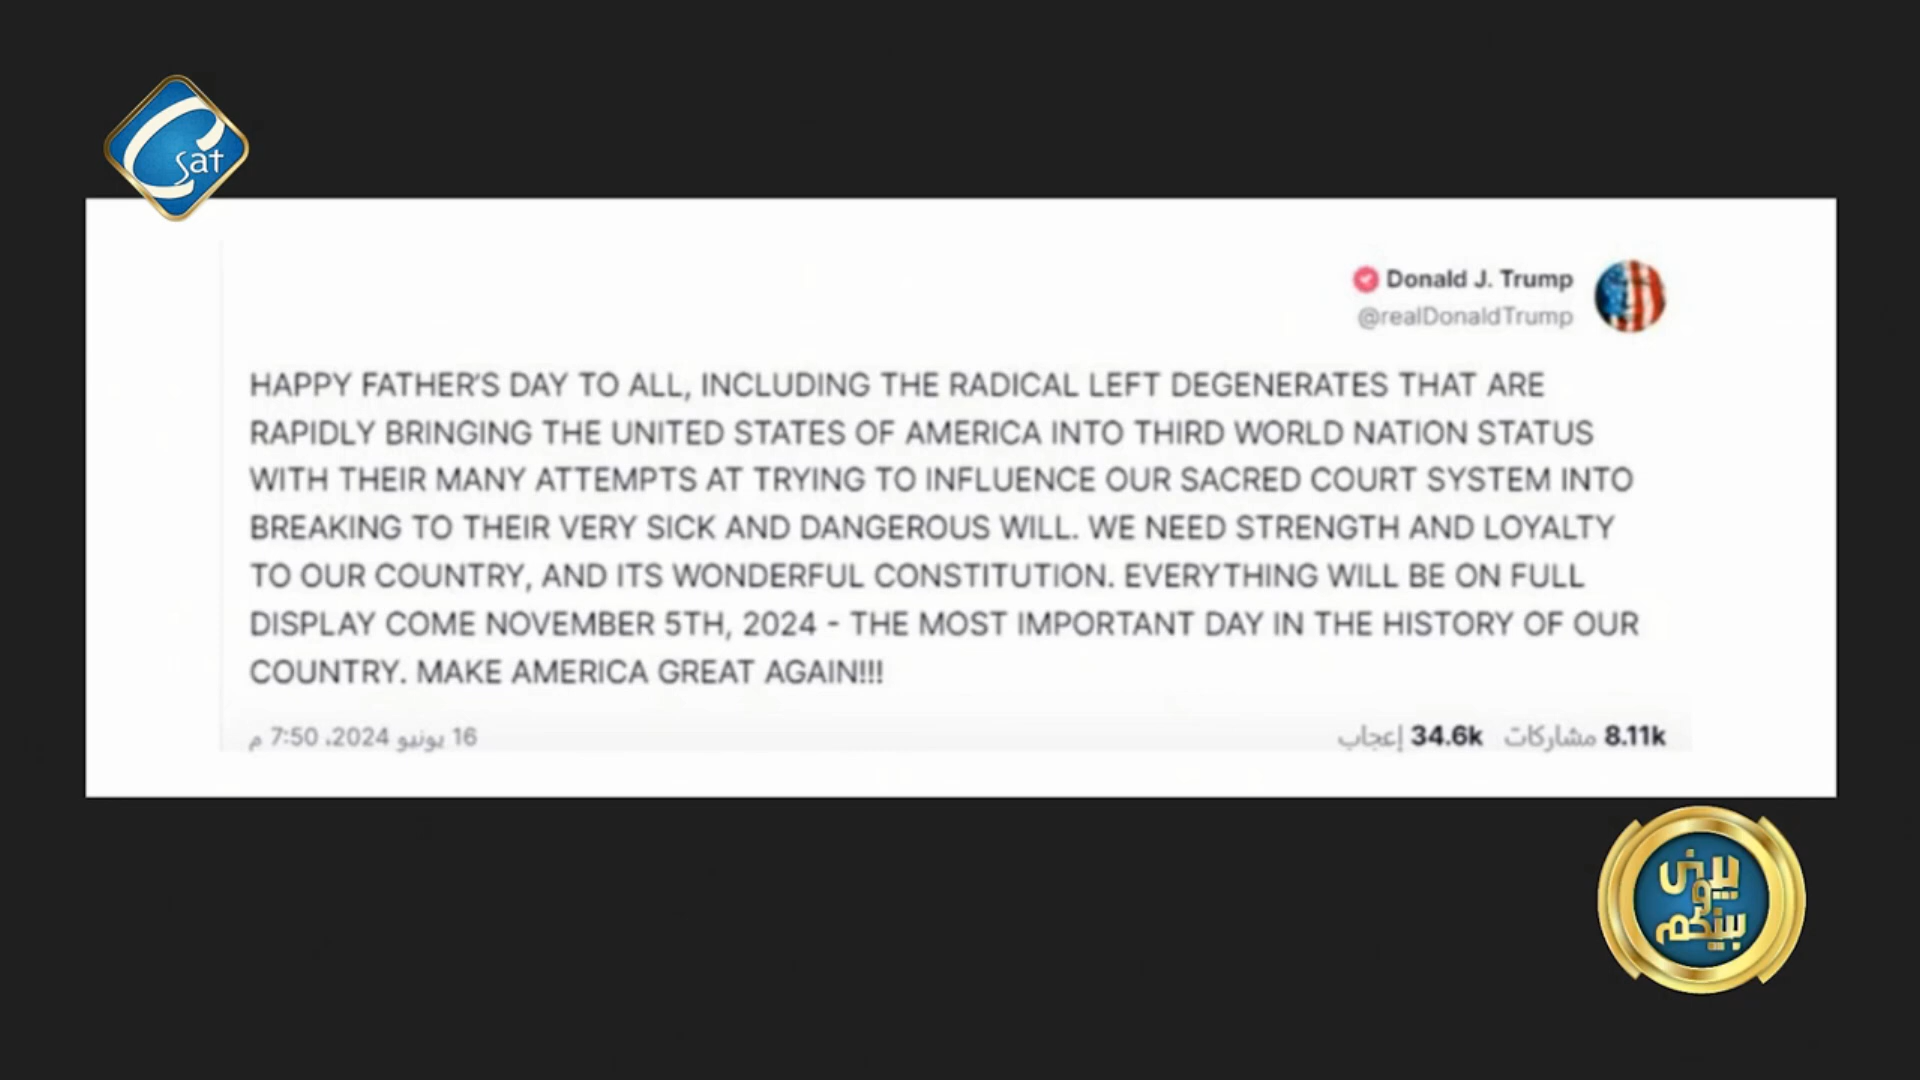 C Sat
Donald J. Trump
@realDonaldTrump
HAPPY FATHER'S DAY TO ALL, INCLUDING THE RADICAL LEFT DEGENERATES THAT ARE
RAPIDLY BRINGING THE UNITED STATES OF AMERICA INTO THIRD WORLD NATION STATUS
WITH THEIR MANY ATTEMPTS AT TRYING TO INFLUENCE OUR SACRED COURT SYSTEM INTO
BREAKING TO THEIR VERY SICK AND DANGEROUS WILL. WE NEED STRENGTH AND LOYALTY
TO OUR COUNTRY, AND ITS WONDERFUL CONSTITUTION. EVERYTHING WILL BE ON FULL
DISPLAY COME NOVEMBER 5TH, 2024 - THE MOST IMPORTANT DAY IN THE HISTORY OF OUR
COUNTRY. MAKE AMERICA GREAT AGAIN!!!
8.11k مشاركات 34.6k إعجاب
16 يونيو 2024، 7:50 م
بينى
و
بينكم